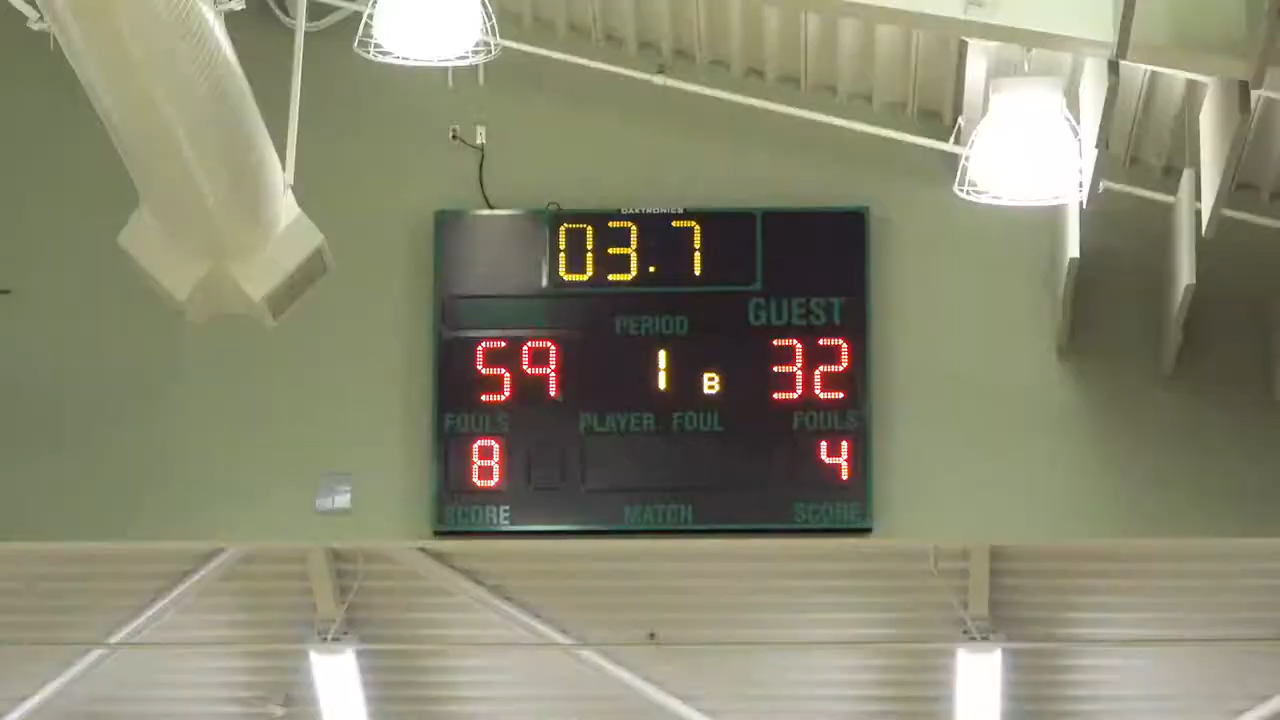 DAKTRONICS
03.7
GUEST
PERIOD
59 1 B 32
FOULS PLAYER FOUL FOULS
8 4
SCORE MATCH SCORE